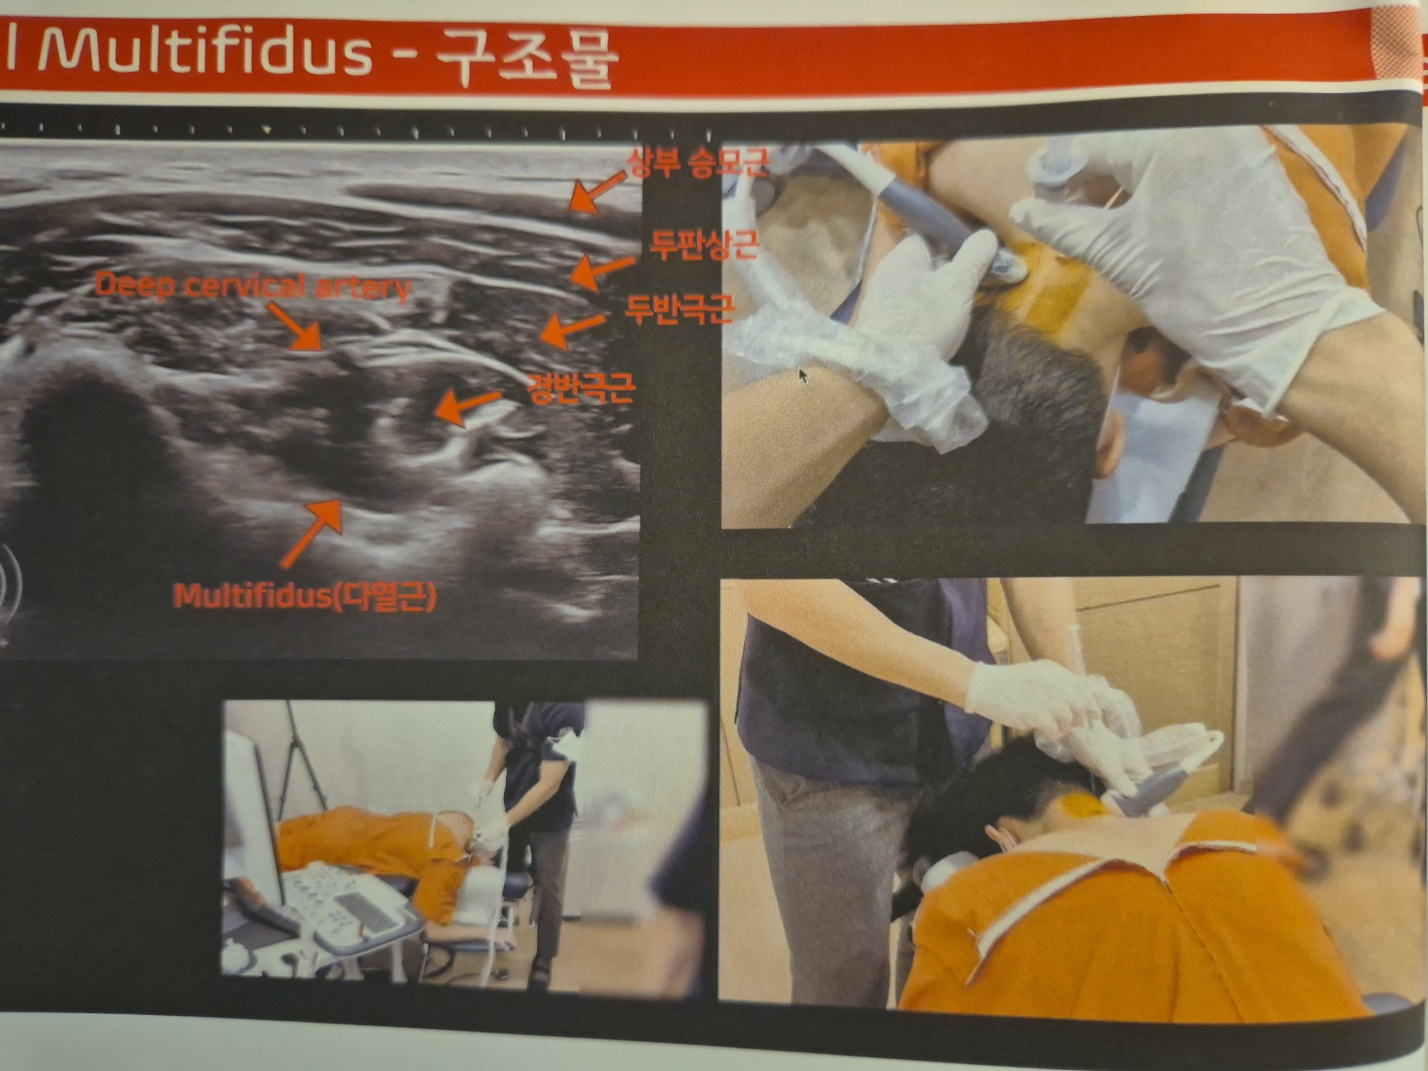 l Multifidus - 구조물
상부 승모근
두판상근
Deep cervical artery
두반극근
경반극근
Multifidus(다열근)